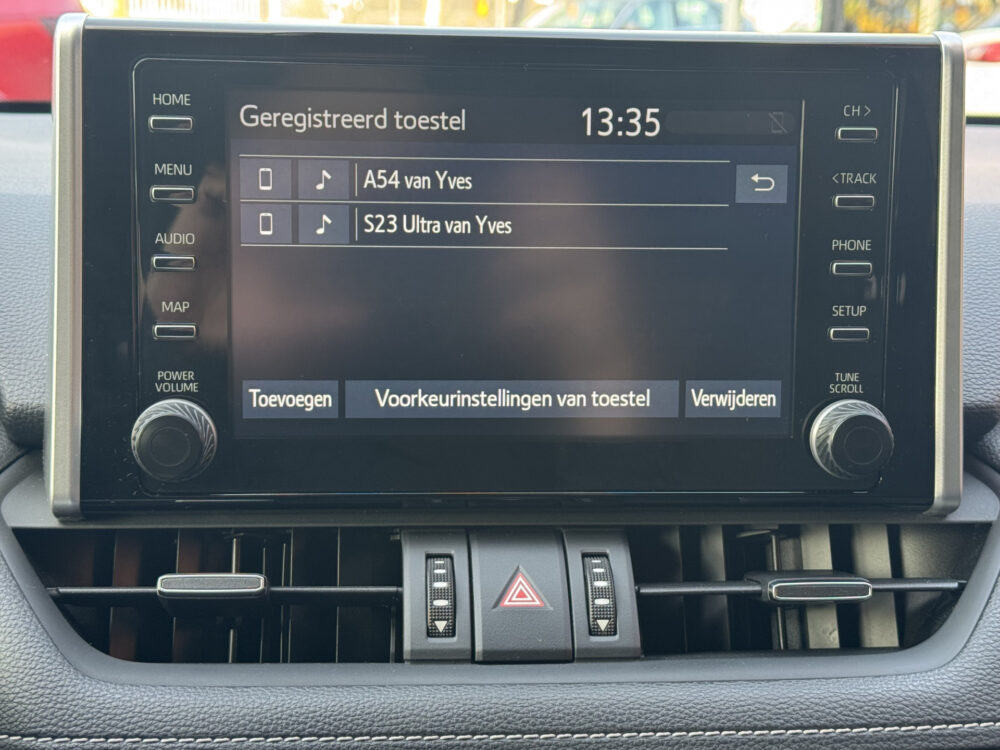 HOME
MENU
AUDIO
MAP
POWER
VOLUME
Geregistreerd toestel 13:35
A54 van Yves
S23 Ultra van Yves
Toevoegen Voorkeurinstellingen van toestel Verwijderen
CH >
< TRACK
PHONE
SETUP
TUNE
SCROLL